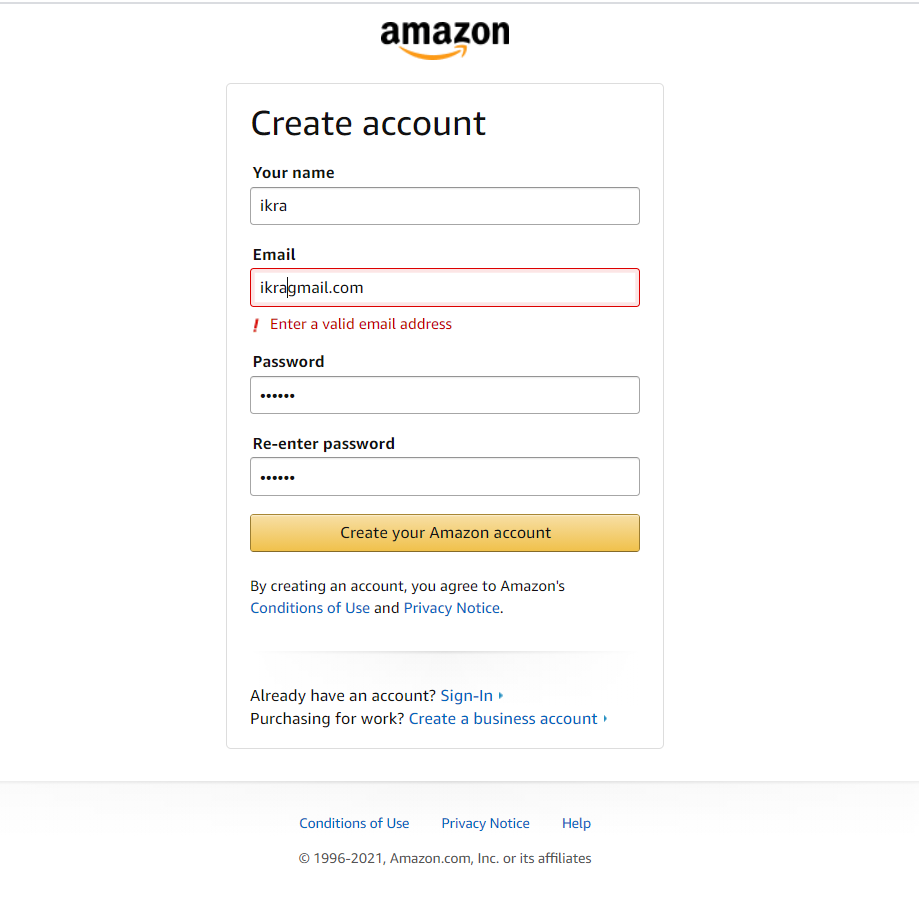 amazon
Create account
Your name
ikra
Email
ikragmail.com
! Enter a valid email address
Password
••••••
Re-enter password
••••••
Create your Amazon account
By creating an account, you agree to Amazon's
Conditions of Use and Privacy Notice.
Already have an account? Sign-In
Purchasing for work? Create a business account
Conditions of Use Privacy Notice Help
© 1996-2021, Amazon.com, Inc. or its affiliates